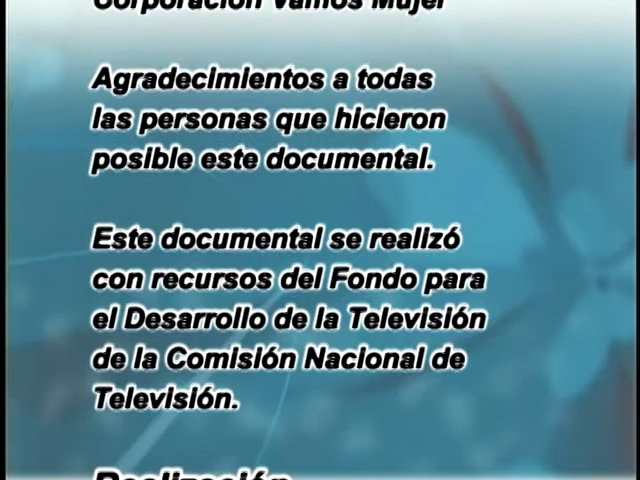 Corporación Vamos Mujer
Agradecimientos a todas
las personas que hicieron
posible este documental.
Este documental se realizó
con recursos del Fondo para
el Desarrollo de la Televisión
de la Comisión Nacional de
Televisión.
Realización